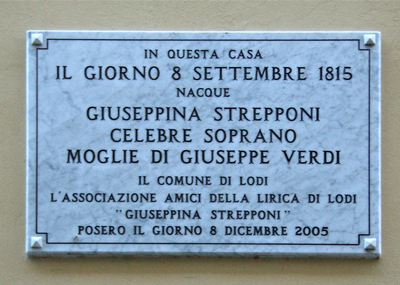 IN QUESTA CASA
IL GIORNO 8 SETTEMBRE 1815
NACQUE
GIUSEPPINA STREPPONI
CELEBRE SOPRANO
MOGLIE DI GIUSEPPE VERDI
IL COMUNE DI LODI
L'ASSOCIAZIONE AMICI DELLA LIRICA DI LODI
"GIUSEPPINA STREPPONI"
POSERO IL GIORNO 8 DICEMBRE 2005